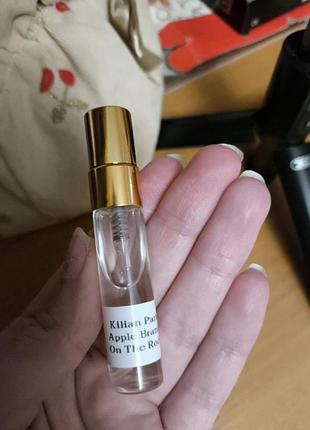 Kilian Par
Apple Bran
On The Roc